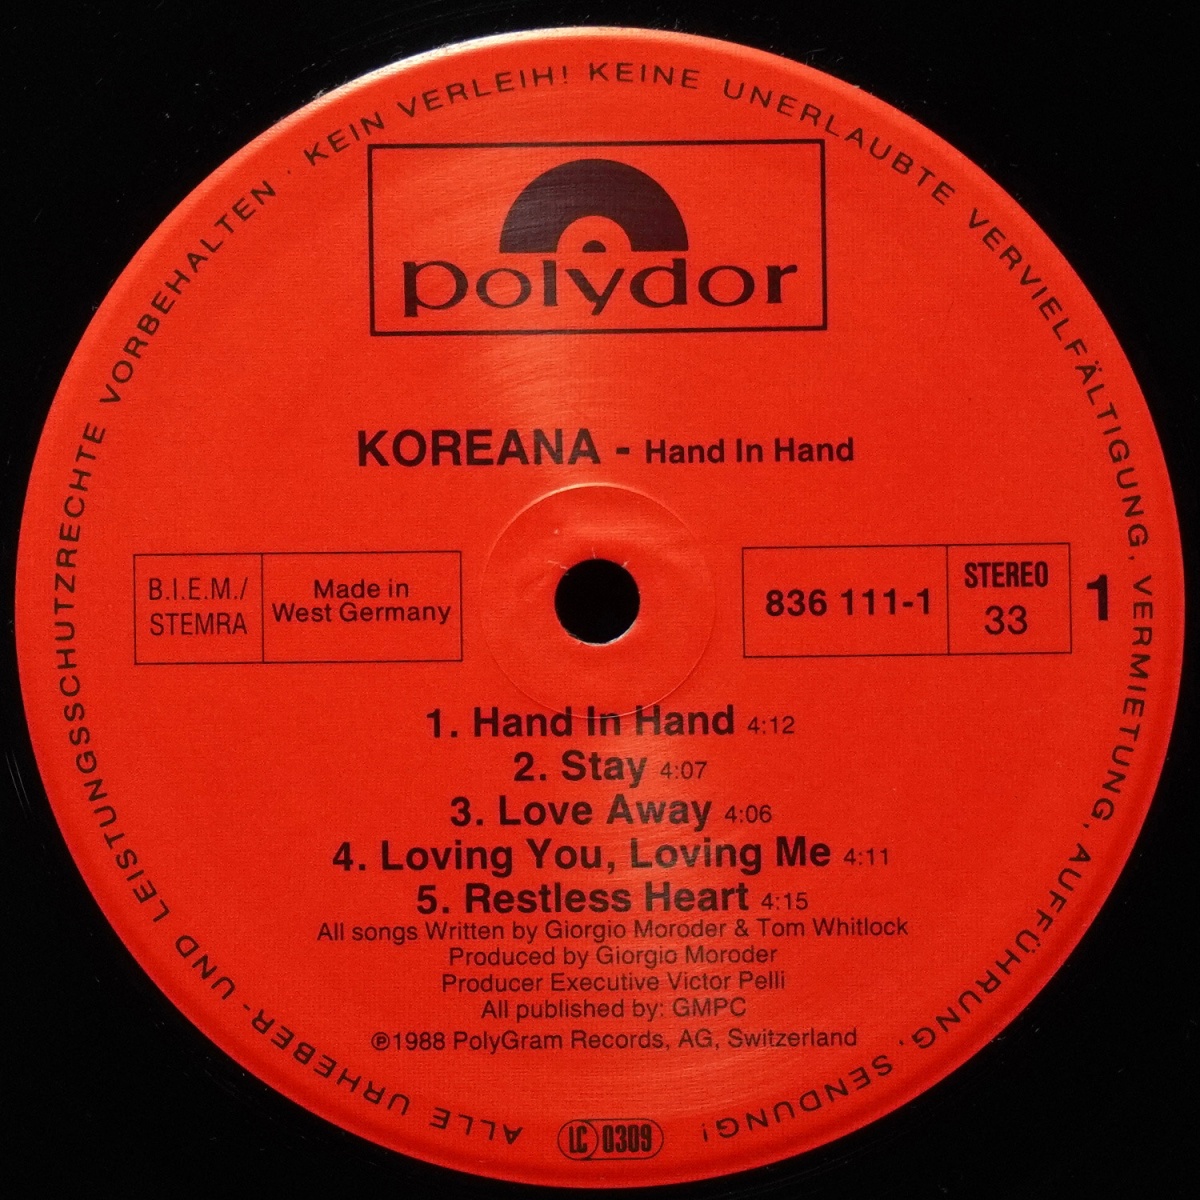 ALLE URHEBER- UND LEISTUNGSSCHUTZRECHTE VORBEHALTEN · KEIN VERLEIH! KEINE UNERLAUBTE VERVIELFÄLTIGUNG, VERMIETUNG, AUFFÜHRUNG, SENDUNG!
polydor
KOREANA - Hand In Hand
B.I.E.M./
STEMRA
Made in
West Germany
836 111-1
STEREO
33
1
1. Hand In Hand 4:12
2. Stay 4:07
3. Love Away 4:06
4. Loving You, Loving Me 4:11
5. Restless Heart 4:15
All songs Written by Giorgio Moroder & Tom Whitlock
Produced by Giorgio Moroder
Producer Executive Victor Pelli
All published by: GMPC
℗1988 PolyGram Records, AG, Switzerland
LC 0309